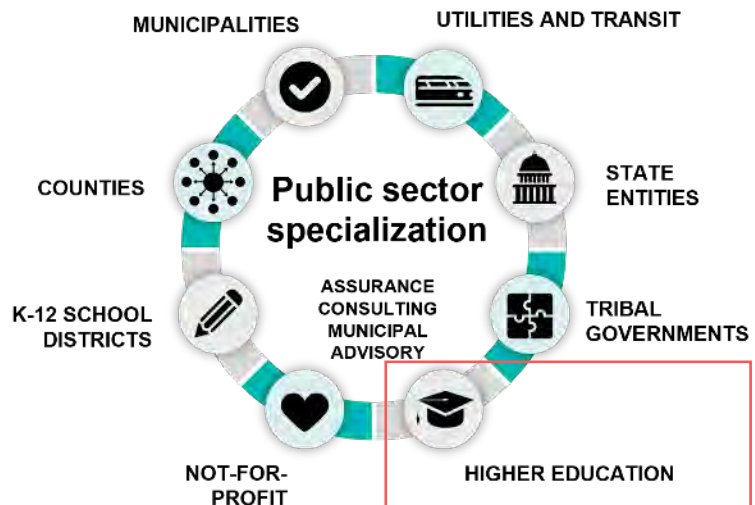 MUNICIPALITIES
UTILITIES AND TRANSIT
COUNTIES
Public sector
specialization
STATE
ENTITIES
K-12 SCHOOL
DISTRICTS
ASSURANCE
CONSULTING
MUNICIPAL
ADVISORY
TRIBAL
GOVERNMENTS
NOT-FOR-
PROFIT
HIGHER EDUCATION